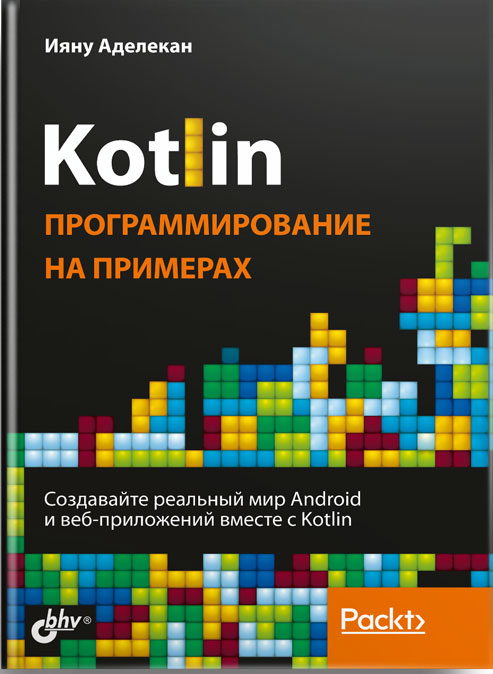 Ияну Аделекан
Kotlin
ПРОГРАММИРОВАНИЕ
НА ПРИМЕРАХ
Создавайте реальный мир Android
и веб-приложений вместе с Kotlin
bhv®
Packt>